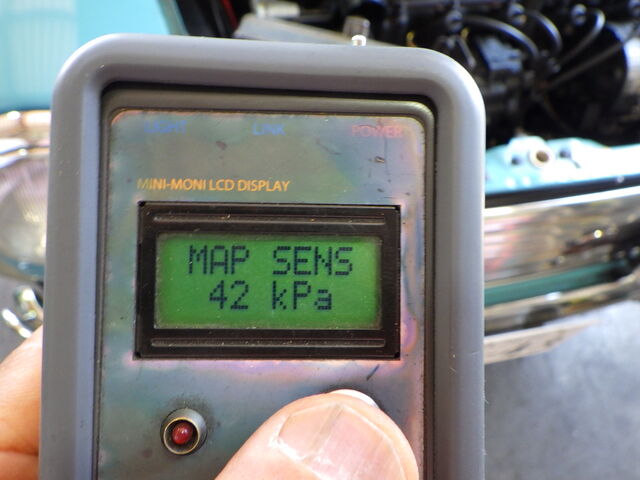 LINK
POWER
MINI-MONI LCD DISPLAY
MAP SENS
42 kPa